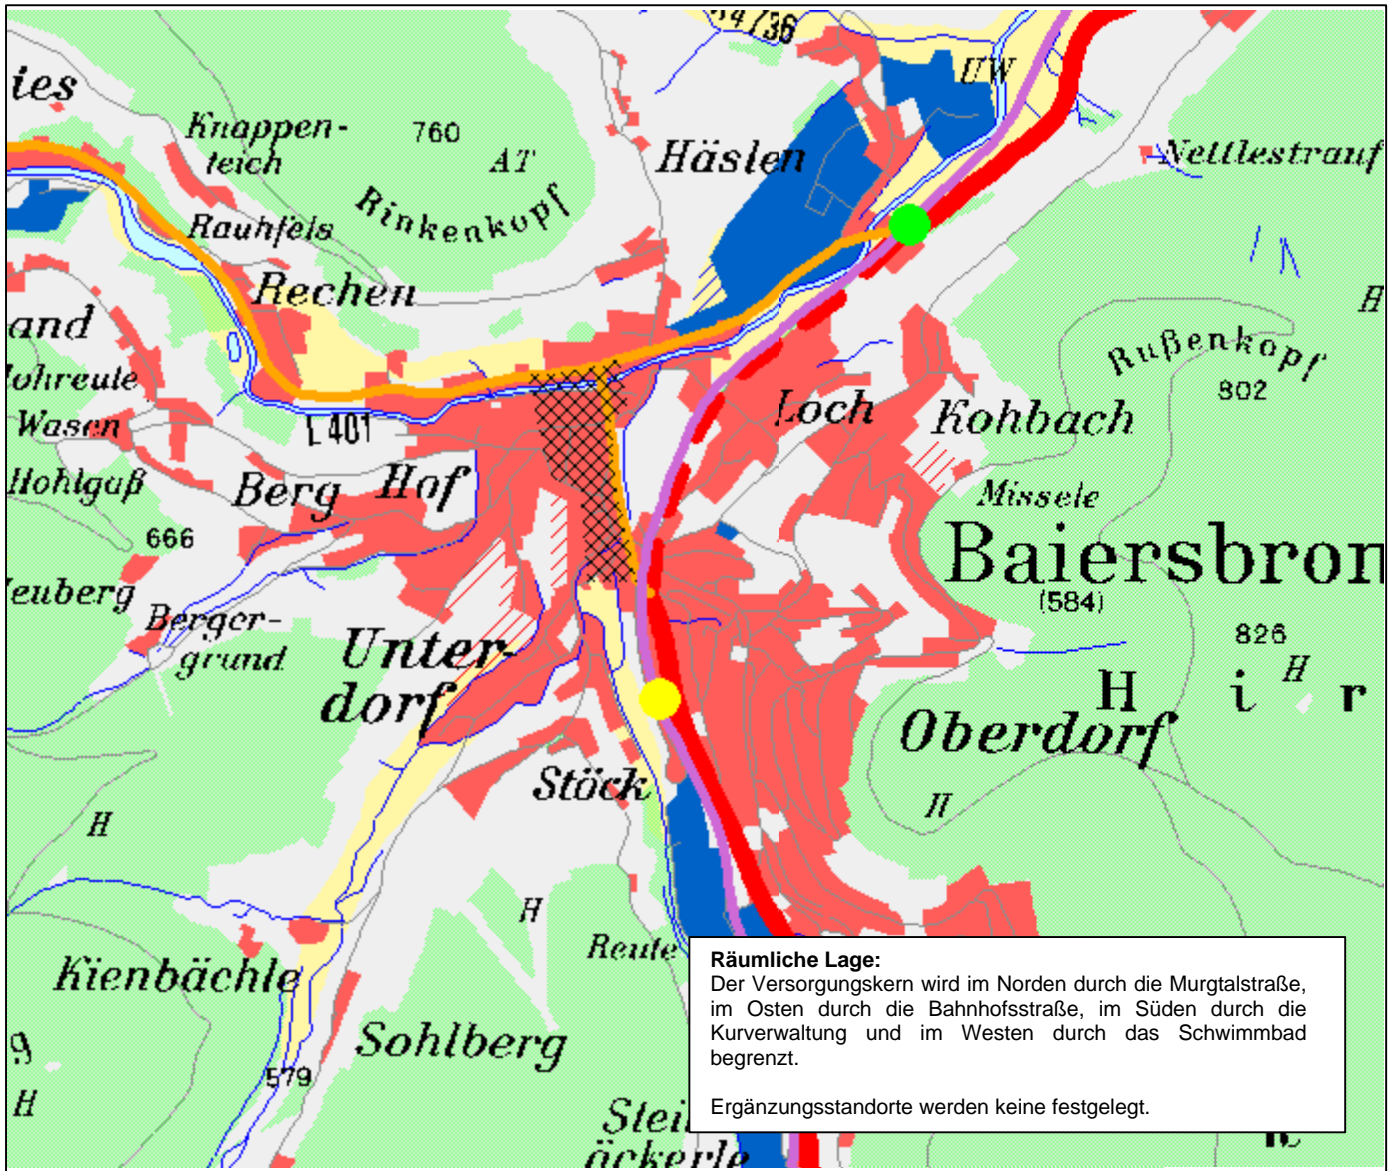 R4736
UW
ies
Knappen-
teich
760
AT
Häslen
Nettlestrauf
Rinkenkopf
Rauhfels
Rechen
H
and
Rußenkopf
802
Wasen
L 401
Loch
Kohbach
Hohlgaß
Berg
Hof
Missele
666
Baiersbron
(584)
euberg
Berger-
grund
826
Unter-
dorf
H
H i r
Oberdorf
Stöck
H
H
H
Reute
Kienbächle
Räumliche Lage:
Der Versorgungskern wird im Norden durch die Murgtalstraße,
im Osten durch die Bahnhofsstraße, im Süden durch die
Kurverwaltung und im Westen durch das Schwimmbad
begrenzt.
Ergänzungsstandorte werden keine festgelegt.
g
Sohlberg
579
H
Stei
äckerle